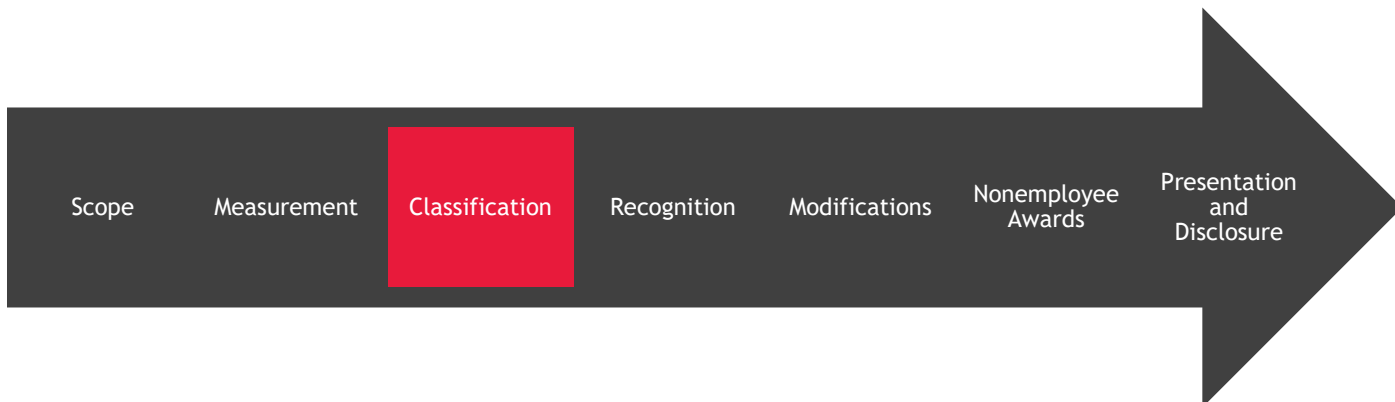 Scope
Measurement
Classification
Recognition
Modifications
Nonemployee
Awards
Presentation
and
Disclosure